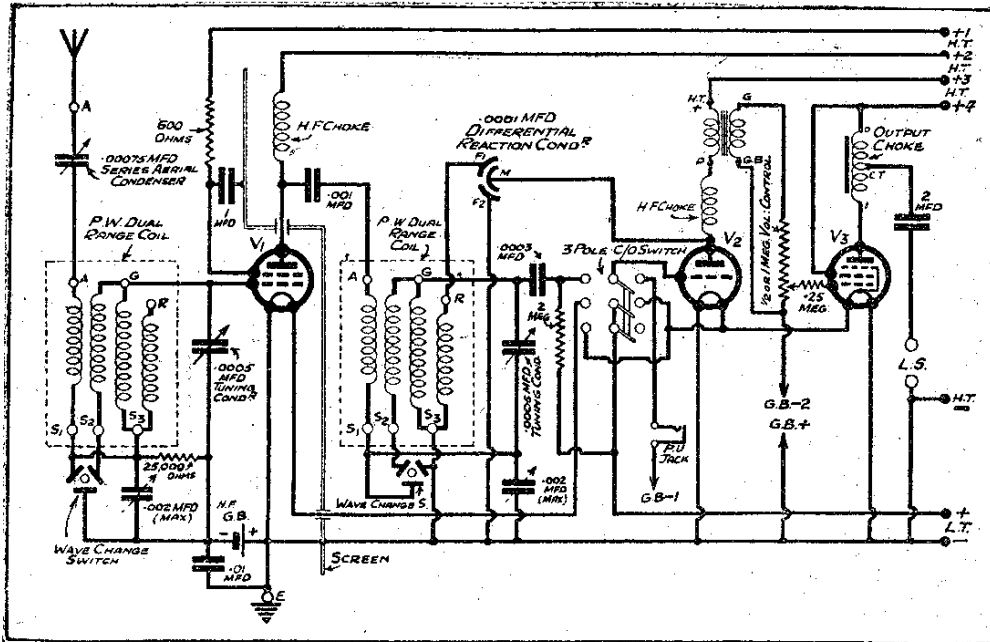 +1
H.T.
+2
H.T.
+3
H.T.
+4
A
600
OHMS
H.F. CHOKE
S
.0001 MFD
DIFFERENTIAL
REACTION CONDR
F1
M
F2
H.T.
+
G
P
G.B.
O
OUTPUT
CHOKE
CT
I
.00075 MFD
SERIES AERIAL
CONDENSER
1
MFD
.001
MFD
2
MFD
P.W. DUAL
RANGE COIL
P.W. DUAL
RANGE
COIL
H.F CHOKE
V1
V2
V3
.0003
MFD
3 POLE C/O SWITCH
1/2 OR 1 MEG. VOL: CONTROL
.25
MEG.
A
G
R
A
G
R
2
MEG.
.0005
MFD
TUNING
CONDR
.0005 MFD
TUNING COND.
L.S.
H.T.
–
S1
S2
S3
S1
S2
S3
G.B.-2
G.B.+
P.U
JACK
G.B-1
25,000
OHMS
.002 MFD
(MAX)
WAVE CHANGE S.
.002
MFD
(MAX)
H.F.
G.B.
–
+
+
L.T.
–
WAVE CHANGE
SWITCH
.01
MFD
SCREEN
E